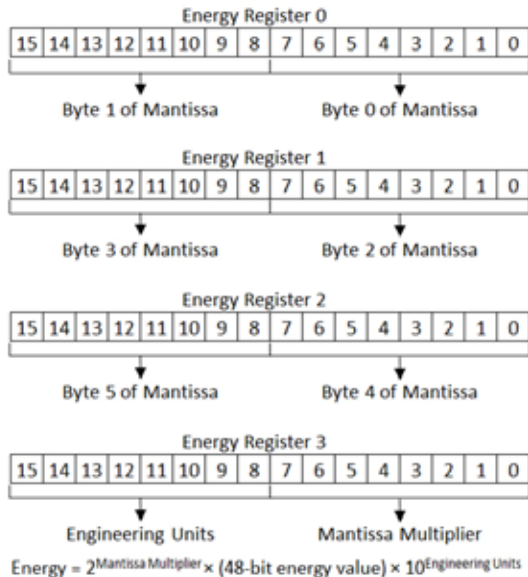 Energy Register 0
15 14 13 12 11 10 9 8 7 6 5 4 3 2 1 0
Byte 1 of Mantissa Byte 0 of Mantissa
Energy Register 1
15 14 13 12 11 10 9 8 7 6 5 4 3 2 1 0
Byte 3 of Mantissa Byte 2 of Mantissa
Energy Register 2
15 14 13 12 11 10 9 8 7 6 5 4 3 2 1 0
Byte 5 of Mantissa Byte 4 of Mantissa
Energy Register 3
15 14 13 12 11 10 9 8 7 6 5 4 3 2 1 0
Engineering Units Mantissa Multiplier
Energy = 2^Mantissa Multiplier × (48-bit energy value) × 10^Engineering Units